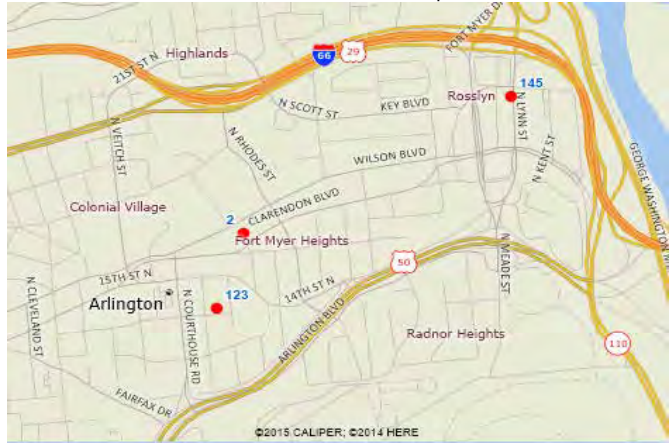 FORT MYER DR
Highlands
66
29
21ST ST N
145
Rosslyn
N SCOTT ST
KEY BLVD
N LYNN ST
N VEITCH ST
N RHODES ST
WILSON BLVD
N KENT ST
GEORGE WASHINGTON
CLARENDON BLVD
Colonial Village
2
Fort Myer Heights
N MEADE ST
50
15TH ST N
14TH ST N
N CLEVELAND ST
Arlington
123
N COURTHOUSE RD
ARLINGTON BLVD
Radnor Heights
110
FAIRFAX DR
©2015 CALIPER; ©2014 HERE